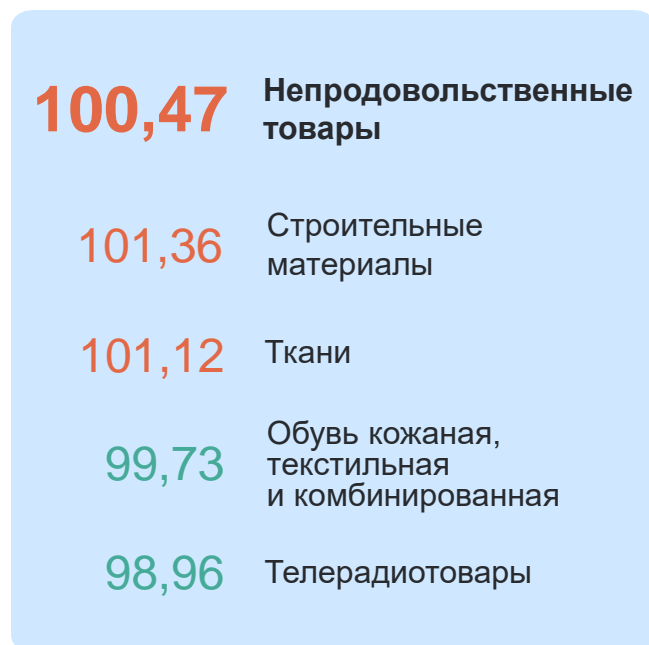 100,47 Непродовольственные
товары
101,36 Строительные
материалы
101,12 Ткани
99,73 Обувь кожаная,
текстильная
и комбинированная
98,96 Телерадиотовары